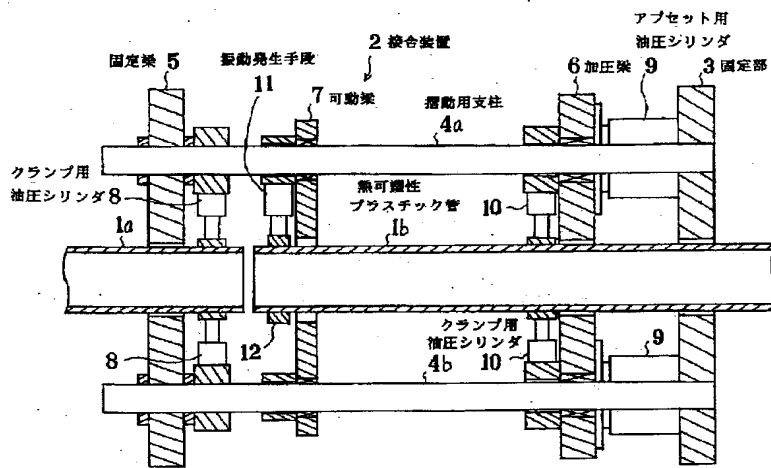 アプセット用
油圧シリンダ
9
3 固定部
2 接合装置
固定梁 5
振動発生手段
11
7 可動梁
6 加圧梁
摺動用支柱
4a
クランプ用
油圧シリンダ 8
熱可塑性
プラスチック管
10
1a
1b
クランプ用
油圧シリンダ
10
8
12
4b
9